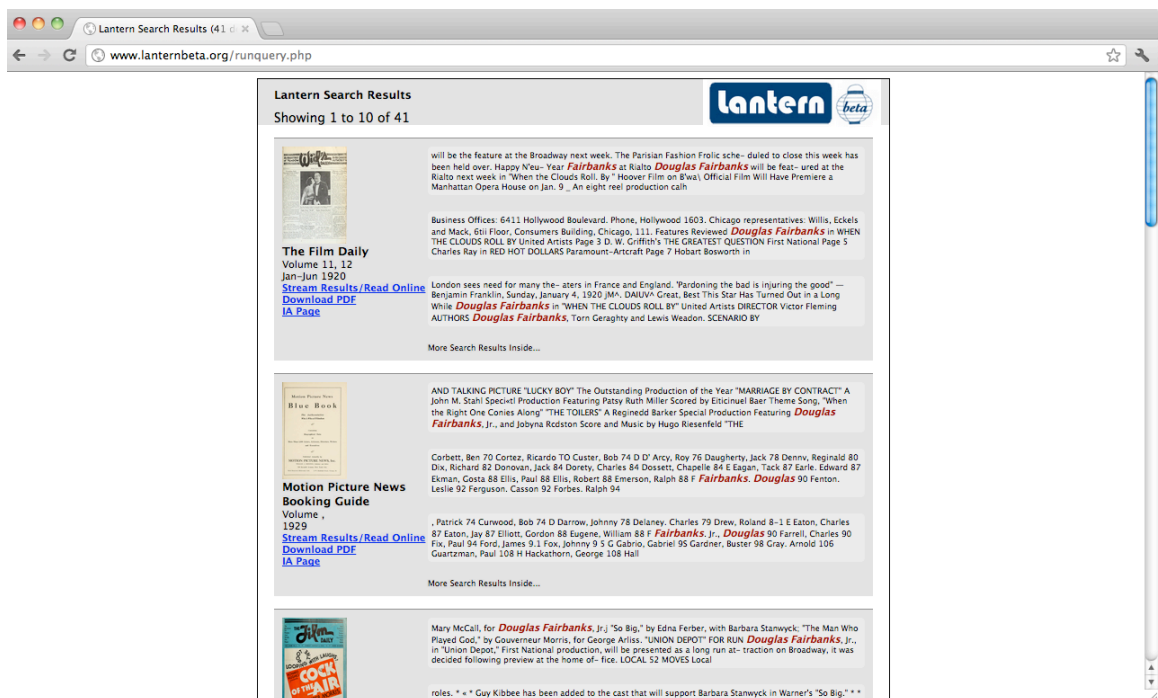 Lantern Search Results (41 d
www.lanternbeta.org/runquery.php
Lantern Search Results
Showing 1 to 10 of 41
Lantern beta
will be the feature at the Broadway next week. The Parisian Fashion Frolic sche- duled to close this week has
been held over. Happy N'eu- Year Fairbanks at Rialto Douglas Fairbanks will be feat- ured at the
Rialto next week in "When the Clouds Roll. By " Hoover Film on B'wa\ Official Film Will Have Premiere a
Manhattan Opera House on Jan. 9 _ An eight reel production calh
Business Offices: 6411 Hollywood Boulevard. Phone, Hollywood 1603. Chicago representatives: Willis, Eckels
and Mack, 6tii Floor, Consumers Building, Chicago, 111. Features Reviewed Douglas Fairbanks in WHEN
THE CLOUDS ROLL BY United Artists Page 3 D. W. Griffith's THE GREATEST QUESTION First National Page 5
Charles Ray in RED HOT DOLLARS Paramount-Artcraft Page 7 Hobart Bosworth in
The Film Daily
Volume 11, 12
Jan-Jun 1920
Stream Results/Read Online
Download PDF
IA Page
London sees need for many the- aters in France and England. 'Pardoning the bad is injuring the good" —
Benjamin Franklin, Sunday, January 4, 1920 jM^. DAIUV^ Great, Best This Star Has Turned Out in a Long
While Douglas Fairbanks in "WHEN THE CLOUDS ROLL BY" United Artists DIRECTOR Victor Fleming
AUTHORS Douglas Fairbanks, Torn Geraghty and Lewis Weadon. SCENARIO BY
More Search Results Inside...
Motion Picture News
Blue Book
AND TALKING PICTURE "LUCKY BOY" The Outstanding Production of the Year "MARRIAGE BY CONTRACT" A
John M. Stahl Speci«tl Production Featuring Patsy Ruth Miller Scored by Eiticinuel Baer Theme Song, "When
the Right One Conies Along" "THE TOILERS" A Reginedd Barker Special Production Featuring Douglas
Fairbanks, Jr., and Jobyna Rcdston Score and Music by Hugo Riesenfeld "THE
Corbett, Ben 70 Cortez, Ricardo TO Custer, Bob 74 D D' Arcy, Roy 76 Daugherty, Jack 78 Dennv, Reginald 80
Dix, Richard 82 Donovan, Jack 84 Dorety, Charles 84 Dossett, Chapelle 84 E Eagan, Tack 87 Earle. Edward 87
Ekman, Gosta 88 Ellis, Paul 88 Ellis, Robert 88 Emerson, Ralph 88 F Fairbanks. Douglas 90 Fenton.
Leslie 92 Ferguson. Casson 92 Forbes. Ralph 94
Motion Picture News
Booking Guide
Volume ,
1929
Stream Results/Read Online
Download PDF
IA Page
, Patrick 74 Curwood, Bob 74 D Darrow, Johnny 78 Delaney. Charles 79 Drew, Roland 8-1 E Eaton, Charles
87 Eaton, Jay 87 Elliott, Gordon 88 Eugene, William 88 F Fairbanks. Jr., Douglas 90 Farrell, Charles 90
Fix, Paul 94 Ford, James 9.1 Fox, Johnny 9 5 G Gabrio, Gabriel 9S Gardner, Buster 98 Gray. Arnold 106
Guartzman, Paul 108 H Hackathorn, George 108 Hall
More Search Results Inside...
The Film DAILY
LOADED WITH LAUGHS
COCK
OF THE AIR
Mary McCall, for Douglas Fairbanks, Jr.j "So Big," by Edna Ferber, with Barbara Stanwyck; "The Man Who
Played God," by Gouverneur Morris, for George Arliss. "UNION DEPOT" FOR RUN Douglas Fairbanks, Jr.,
in "Union Depot," First National production, will be presented as a long run at- traction on Broadway, it was
decided following preview at the home of- fice. LOCAL 52 MOVES Local
roles. * « * Guy Kibbee has been added to the cast that will support Barbara Stanwyck in Warner's "So Big." * *